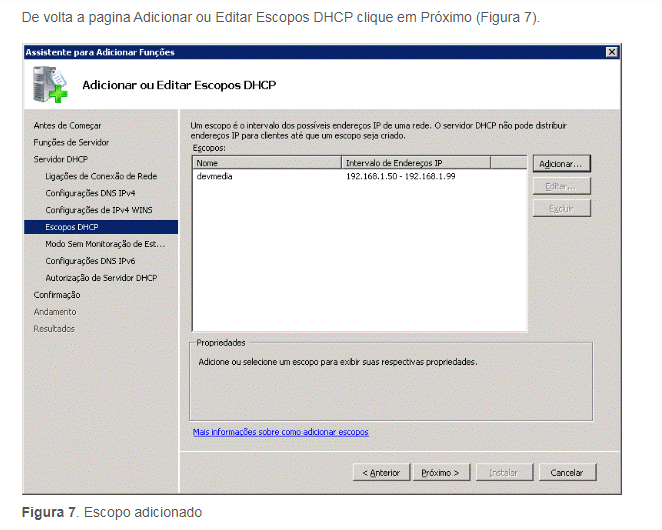 De volta a pagina Adicionar ou Editar Escopos DHCP clique em Próximo (Figura 7).
Assistente para Adicionar Funções
Adicionar ou Editar Escopos DHCP
Antes de Começar
Funções de Servidor
Servidor DHCP
Ligações de Conexão de Rede
Configurações DNS IPv4
Configurações de IPv4 WINS
Escopos DHCP
Modo Sem Monitoração de Est...
Configurações DNS IPv6
Autorização de Servidor DHCP
Confirmação
Andamento
Resultados
Um escopo é o intervalo dos possíveis endereços IP de uma rede. O servidor DHCP não pode distribuir
endereços IP para clientes até que um escopo seja criado.
Escopos:
Nome Intervalo de Endereços IP
devmedia 192.168.1.50 - 192.168.1.99
Adicionar...
Editar...
Excluir
Propriedades
Adicione ou selecione um escopo para exibir suas respectivas propriedades.
Mais informações sobre como adicionar escopos
< Anterior Próximo > Instalar Cancelar
Figura 7. Escopo adicionado